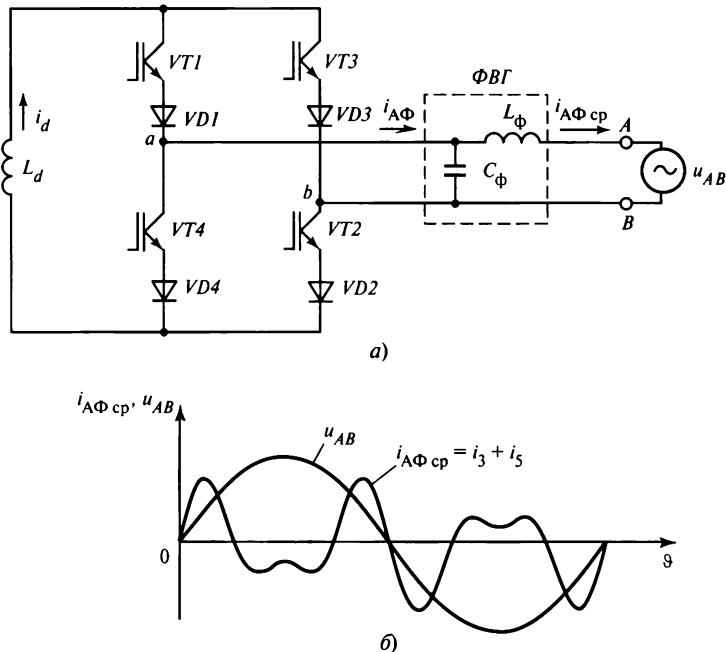 VT1
VT3
ФВГ
i_d
VD1
VD3
i_АФ
L_ф
i_АФ ср
A
a
L_d
C_ф
u_AB
b
B
VT4
VT2
VD4
VD2
а)
i_АФ ср, u_AB
u_AB
i_АФ ср = i_3 + i_5
0
ϑ
б)